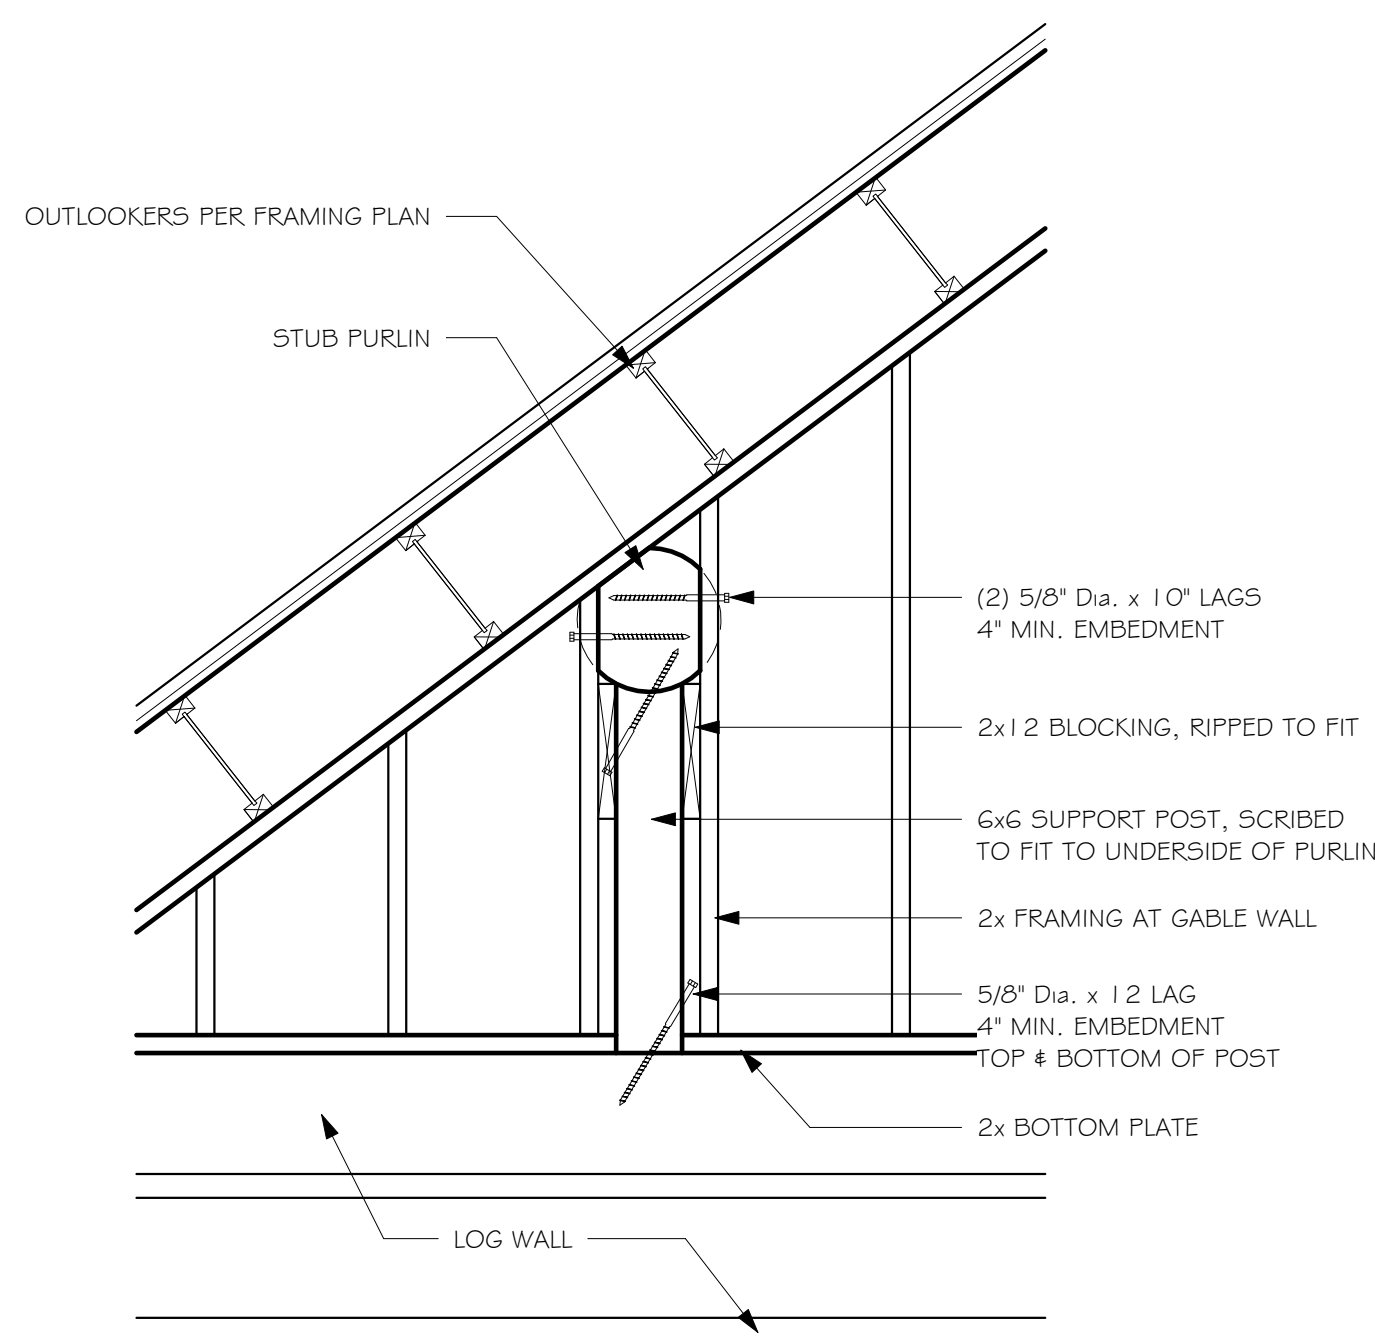 OUTLOOKERS PER FRAMING PLAN
STUB PURLIN
(2) 5/8" Dia. x 10" LAGS
4" MIN. EMBEDMENT
2x12 BLOCKING, RIPPED TO FIT
6x6 SUPPORT POST, SCRIBED
TO FIT TO UNDERSIDE OF PURLIN
2x FRAMING AT GABLE WALL
5/8" Dia. x 12 LAG
4" MIN. EMBEDMENT
TOP & BOTTOM OF POST
2x BOTTOM PLATE
LOG WALL